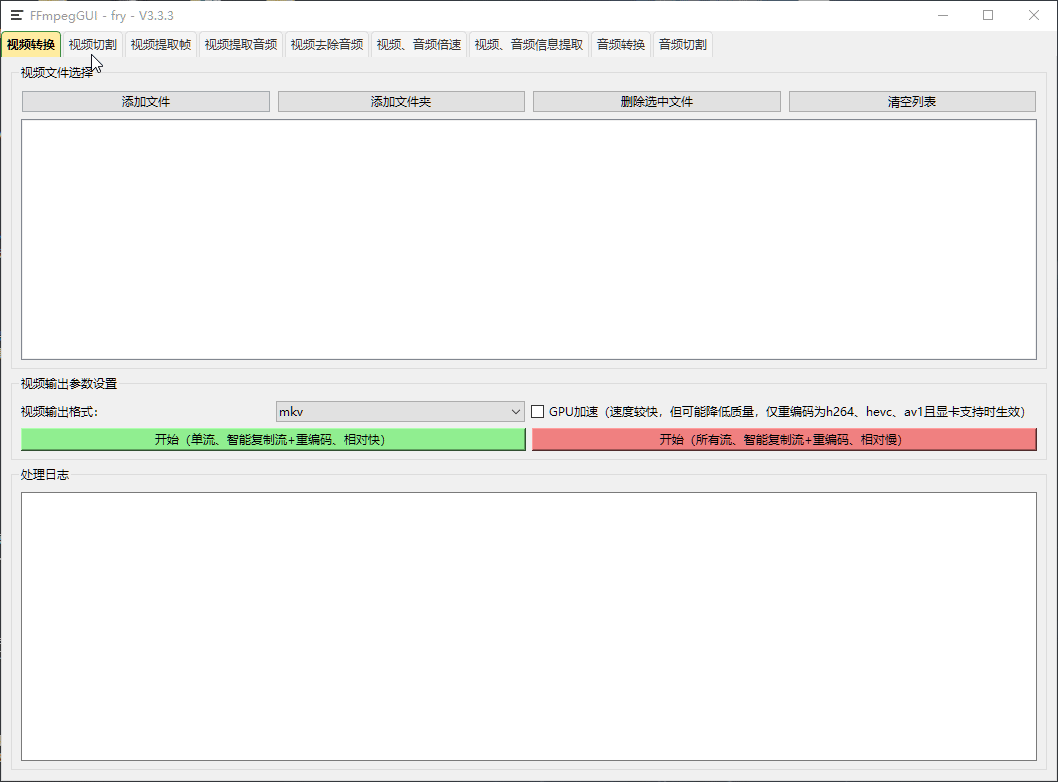 FFmpegGUI - fry - V3.3.3
视频转换 视频切割 视频提取帧 视频提取音频 视频去除音频 视频、音频倍速 视频、音频信息提取 音频转换 音频切割
视频文件选择
添加文件 添加文件夹 删除选中文件 清空列表
视频输出参数设置
视频输出格式: mkv GPU加速（速度较快，但可能降低质量，仅重编码为h264、hevc、av1且显卡支持时生效）
开始（单流、智能复制流+重编码、相对快） 开始（所有流、智能复制流+重编码、相对慢）
处理日志